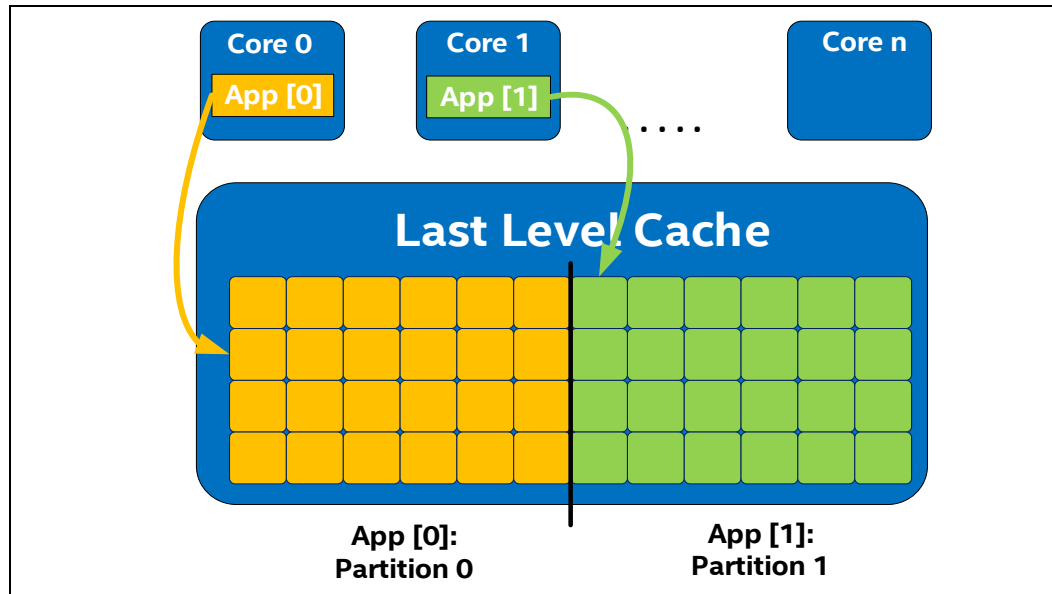 Core 0
Core 1
Core n
App [0]
App [1]
.....
Last Level Cache
App [0]:
Partition 0
App [1]:
Partition 1